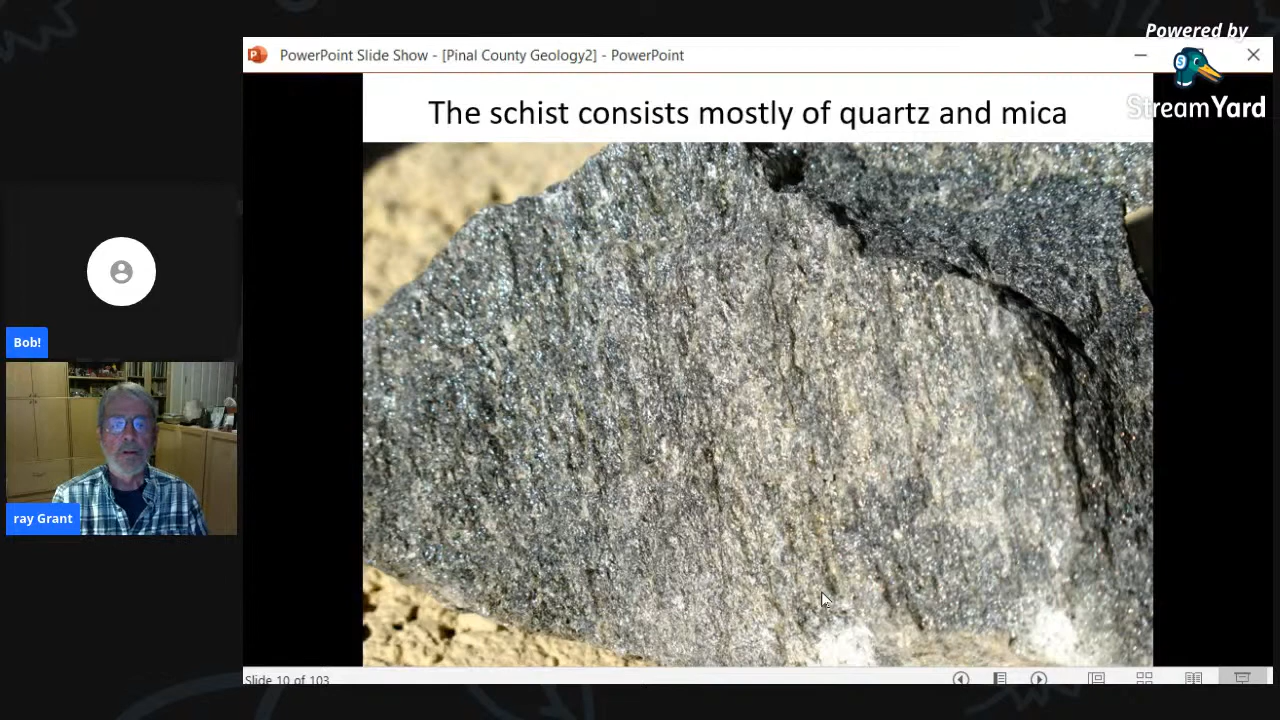 Powered by
StreamYard
PowerPoint Slide Show - [Pinal County Geology2] - PowerPoint
The schist consists mostly of quartz and mica
Bob!
ray Grant
Slide 10 of 103